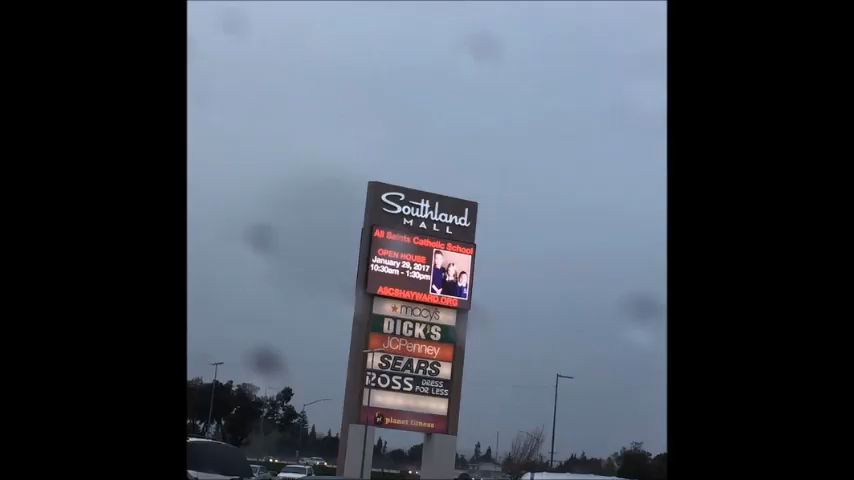 Southland
MALL
All Saints Catholic School
OPEN HOUSE
January 29, 2017
10:30am - 1:30pm
ASCSHAYWARD.ORG
macy's
DICK'S
JCPenney
SEARS
ROSS DRESS FOR LESS
planet fitness